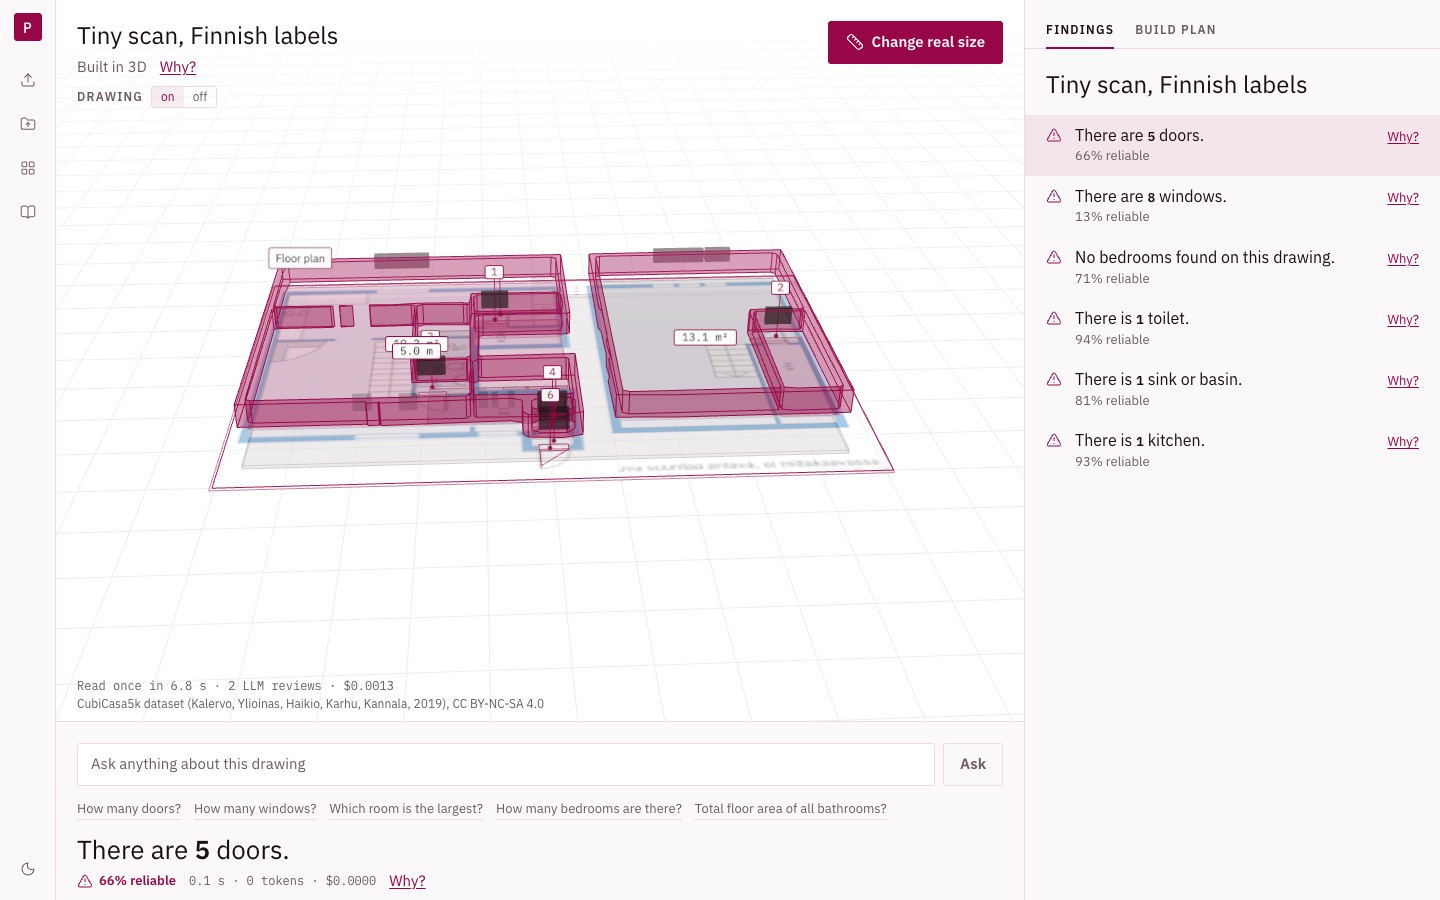 P
Tiny scan, Finnish labels
Built in 3D Why?
DRAWING on off
Change real size
Floor plan
1
2
13.1 m²
5.0 m
4
6
Read once in 6.8 s · 2 LLM reviews · $0.0013
CubiCasa5k dataset (Kalervo, Ylioinas, Haikio, Karhu, Kannala, 2019), CC BY-NC-SA 4.0
Ask anything about this drawing
Ask
How many doors? How many windows? Which room is the largest? How many bedrooms are there? Total floor area of all bathrooms?
There are 5 doors.
66% reliable 0.1 s · 0 tokens · $0.0000 Why?
FINDINGS BUILD PLAN
Tiny scan, Finnish labels
There are 5 doors. Why?
66% reliable
There are 8 windows. Why?
13% reliable
No bedrooms found on this drawing. Why?
71% reliable
There is 1 toilet. Why?
94% reliable
There is 1 sink or basin. Why?
81% reliable
There is 1 kitchen. Why?
93% reliable